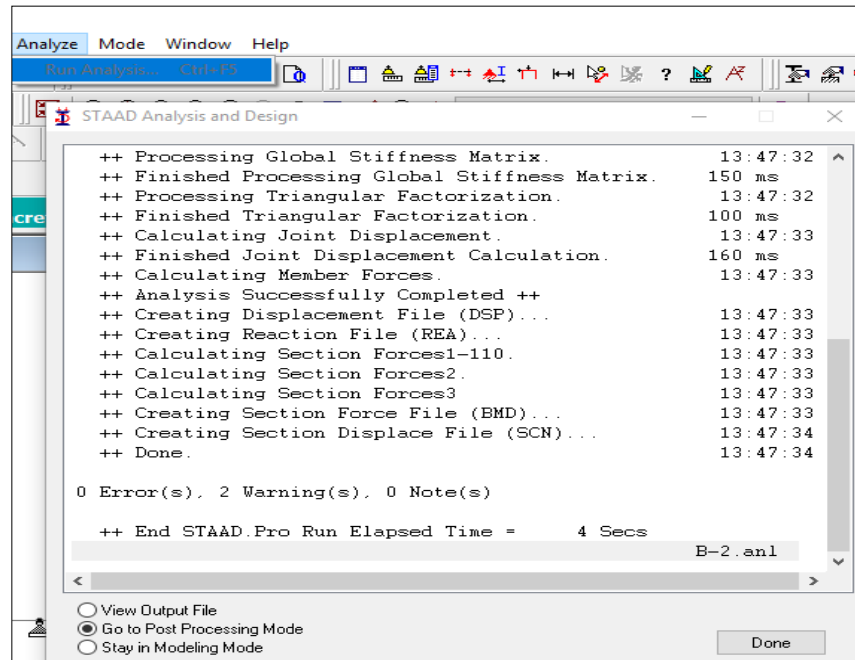 Analyze Mode Window Help
Run Analysis... Ctrl+F5
STAAD Analysis and Design
cre
++ Processing Global Stiffness Matrix. 13:47:32
++ Finished Processing Global Stiffness Matrix. 150 ms
++ Processing Triangular Factorization. 13:47:32
++ Finished Triangular Factorization. 100 ms
++ Calculating Joint Displacement. 13:47:33
++ Finished Joint Displacement Calculation. 160 ms
++ Calculating Member Forces. 13:47:33
++ Analysis Successfully Completed ++
++ Creating Displacement File (DSP)... 13:47:33
++ Creating Reaction File (REA)... 13:47:33
++ Calculating Section Forces1-110. 13:47:33
++ Calculating Section Forces2. 13:47:33
++ Calculating Section Forces3 13:47:33
++ Creating Section Force File (BMD)... 13:47:33
++ Creating Section Displace File (SCN)... 13:47:34
++ Done. 13:47:34
0 Error(s), 2 Warning(s), 0 Note(s)
++ End STAAD.Pro Run Elapsed Time = 4 Secs
B-2.anl
View Output File
Go to Post Processing Mode
Stay in Modeling Mode
Done